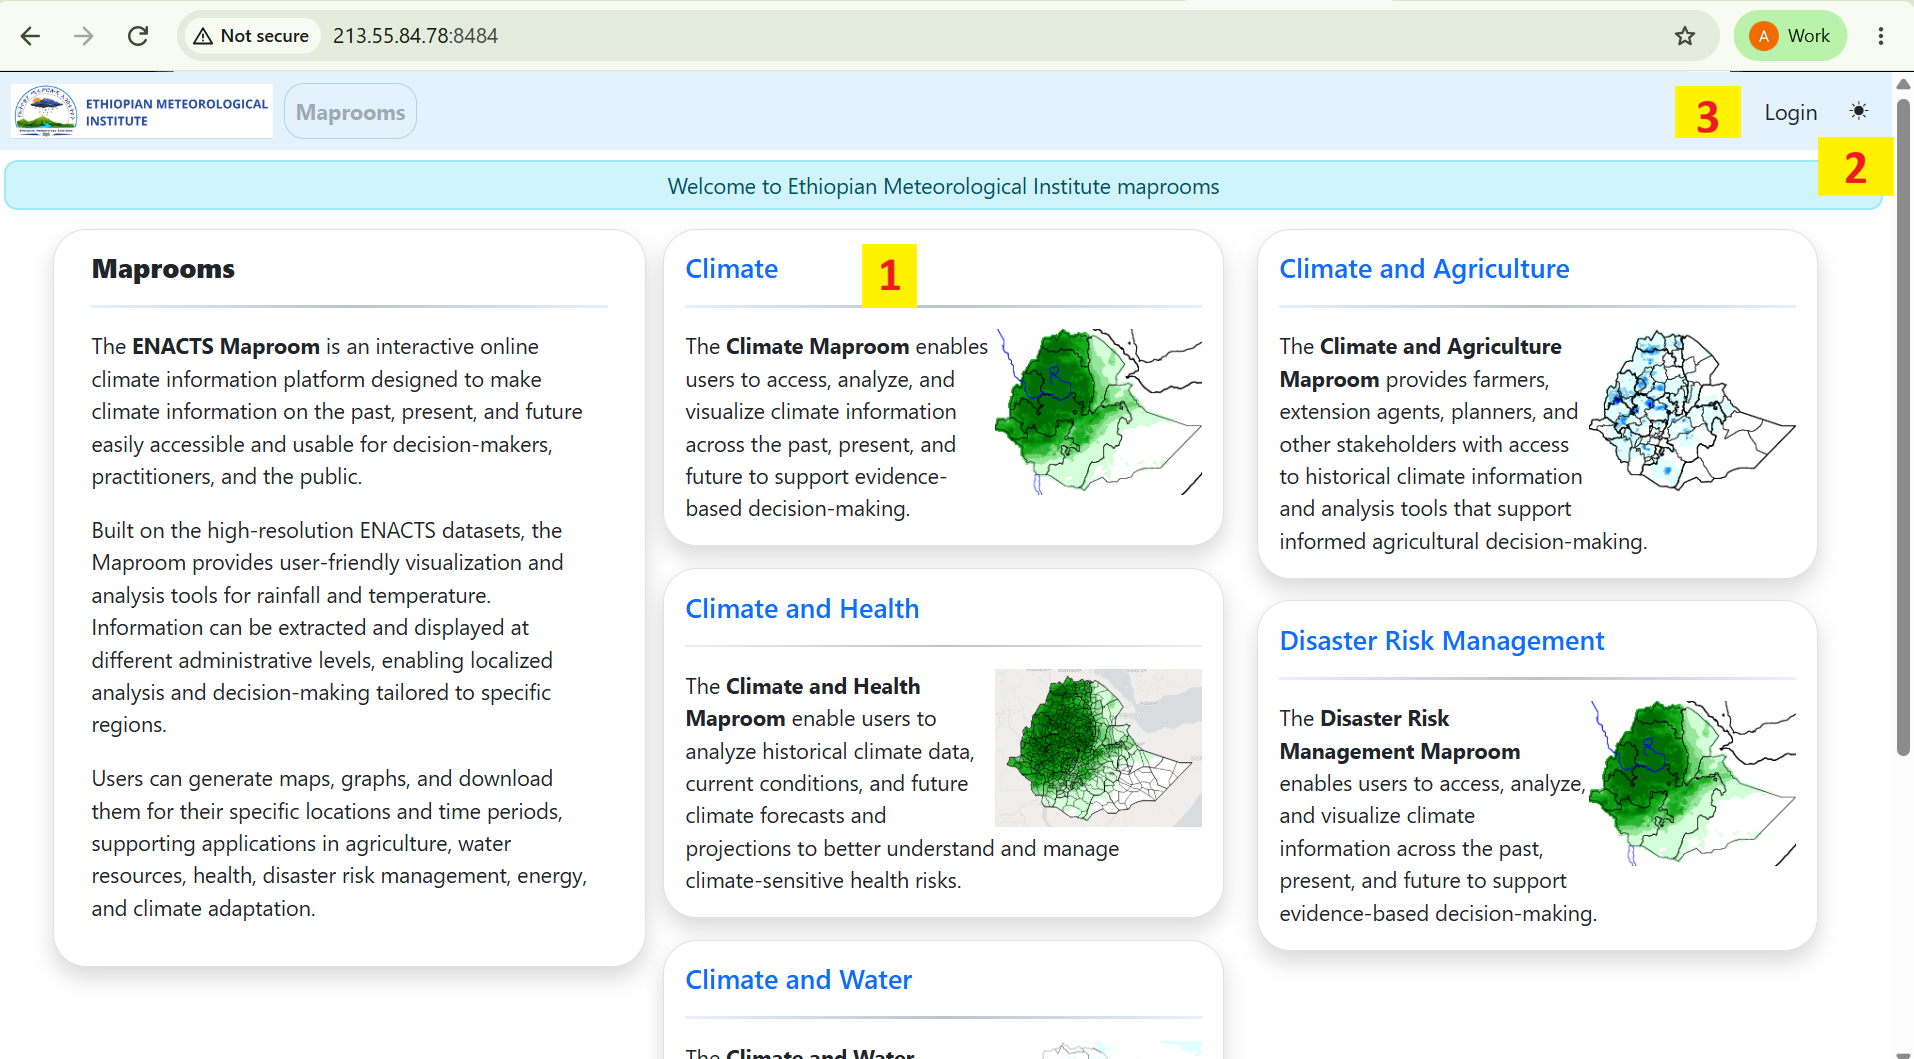 Not secure
213.55.84.78:8484
A
Work
ETHIOPIAN METEOROLOGICAL
INSTITUTE
Maprooms
3
Login
2
Welcome to Ethiopian Meteorological Institute maprooms
Maprooms
The ENACTS Maproom is an interactive online
climate information platform designed to make
climate information on the past, present, and future
easily accessible and usable for decision-makers,
practitioners, and the public.
Built on the high-resolution ENACTS datasets, the
Maproom provides user-friendly visualization and
analysis tools for rainfall and temperature.
Information can be extracted and displayed at
different administrative levels, enabling localized
analysis and decision-making tailored to specific
regions.
Users can generate maps, graphs, and download
them for their specific locations and time periods,
supporting applications in agriculture, water
resources, health, disaster risk management, energy,
and climate adaptation.
Climate
1
The Climate Maproom enables
users to access, analyze, and
visualize climate information
across the past, present, and
future to support evidence-
based decision-making.
Climate and Health
The Climate and Health
Maproom enable users to
analyze historical climate data,
current conditions, and future
climate forecasts and
projections to better understand and manage
climate-sensitive health risks.
Climate and Water
The Climate and Water
Climate and Agriculture
The Climate and Agriculture
Maproom provides farmers,
extension agents, planners, and
other stakeholders with access
to historical climate information
and analysis tools that support
informed agricultural decision-making.
Disaster Risk Management
The Disaster Risk
Management Maproom
enables users to access, analyze,
and visualize climate
information across the past,
present, and future to support
evidence-based decision-making.